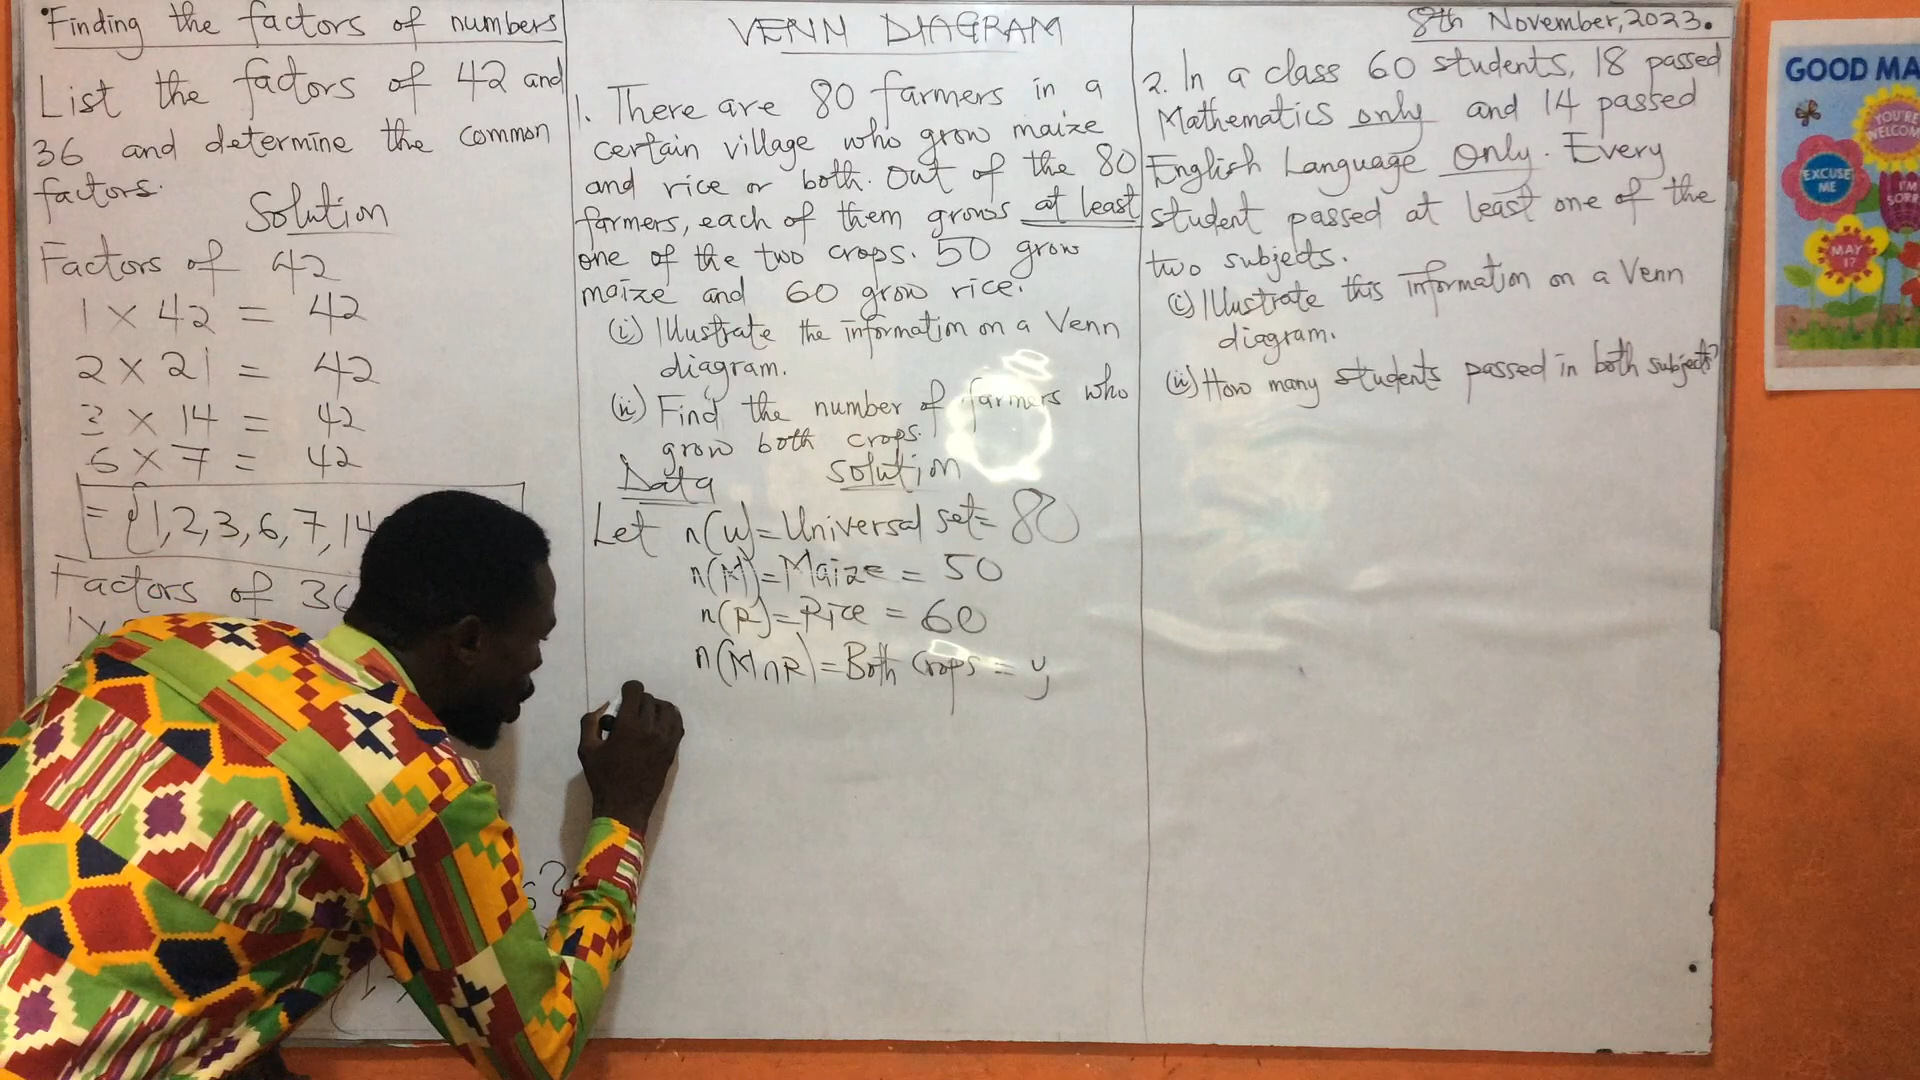 Finding the factors of numbers
List the factors of 42 and
36 and determine the common
factors.
Solution
Factors of 42
1 × 42 = 42
2 × 21 = 42
3 × 14 = 42
6 × 7 = 42
= {1, 2, 3, 6, 7, 14
Factors of 36
VENN DIAGRAM
1. There are 80 farmers in a
certain village who grow maize
and rice or both. Out of the 80
farmers, each of them grows at least
one of the two crops. 50 grow
maize and 60 grow rice.
(i) Illustrate the information on a Venn
diagram.
(ii) Find the number of farmers who
grow both crops.
Data Solution
Let n(U) = Universal set = 80
n(M) = Maize = 50
n(R) = Rice = 60
n(M∩R) = Both Crops = y
8th November, 2023.
2. In a class 60 students, 18 passed
Mathematics only and 14 passed
English Language Only. Every
student passed at least one of the
two subjects.
(i) Illustrate this information on a Venn
diagram.
(ii) How many students passed in both subjects?
GOOD MA
YOU'RE
WELCOM
EXCUSE
ME
I'M
SORR
MAY
I?